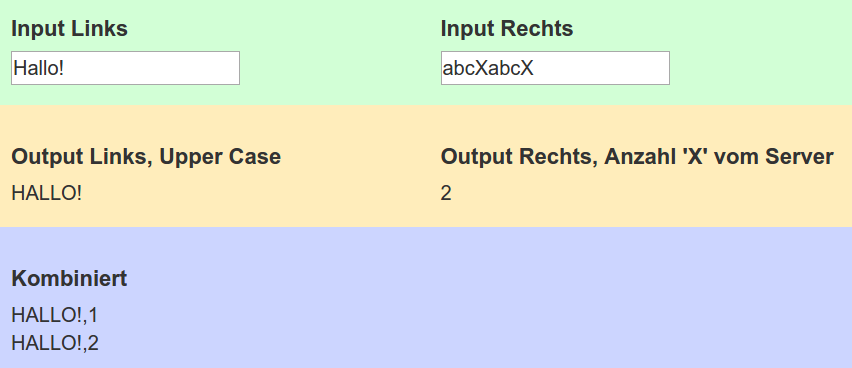 Input Links
Input Rechts
Hallo!
abcXabcX
Output Links, Upper Case
Output Rechts, Anzahl 'X' vom Server
HALLO!
2
Kombiniert
HALLO!,1
HALLO!,2